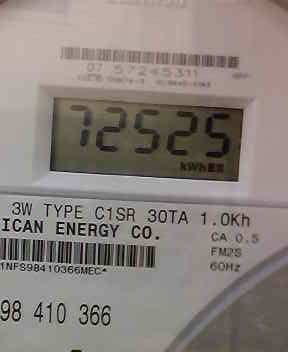 07 57245311
72525
kWh
3W TYPE C1SR 30TA 1.0Kh
ICAN ENERGY CO.
CA 0.5
FM2S
1NFS9B410366MEC*
60Hz
98 410 366